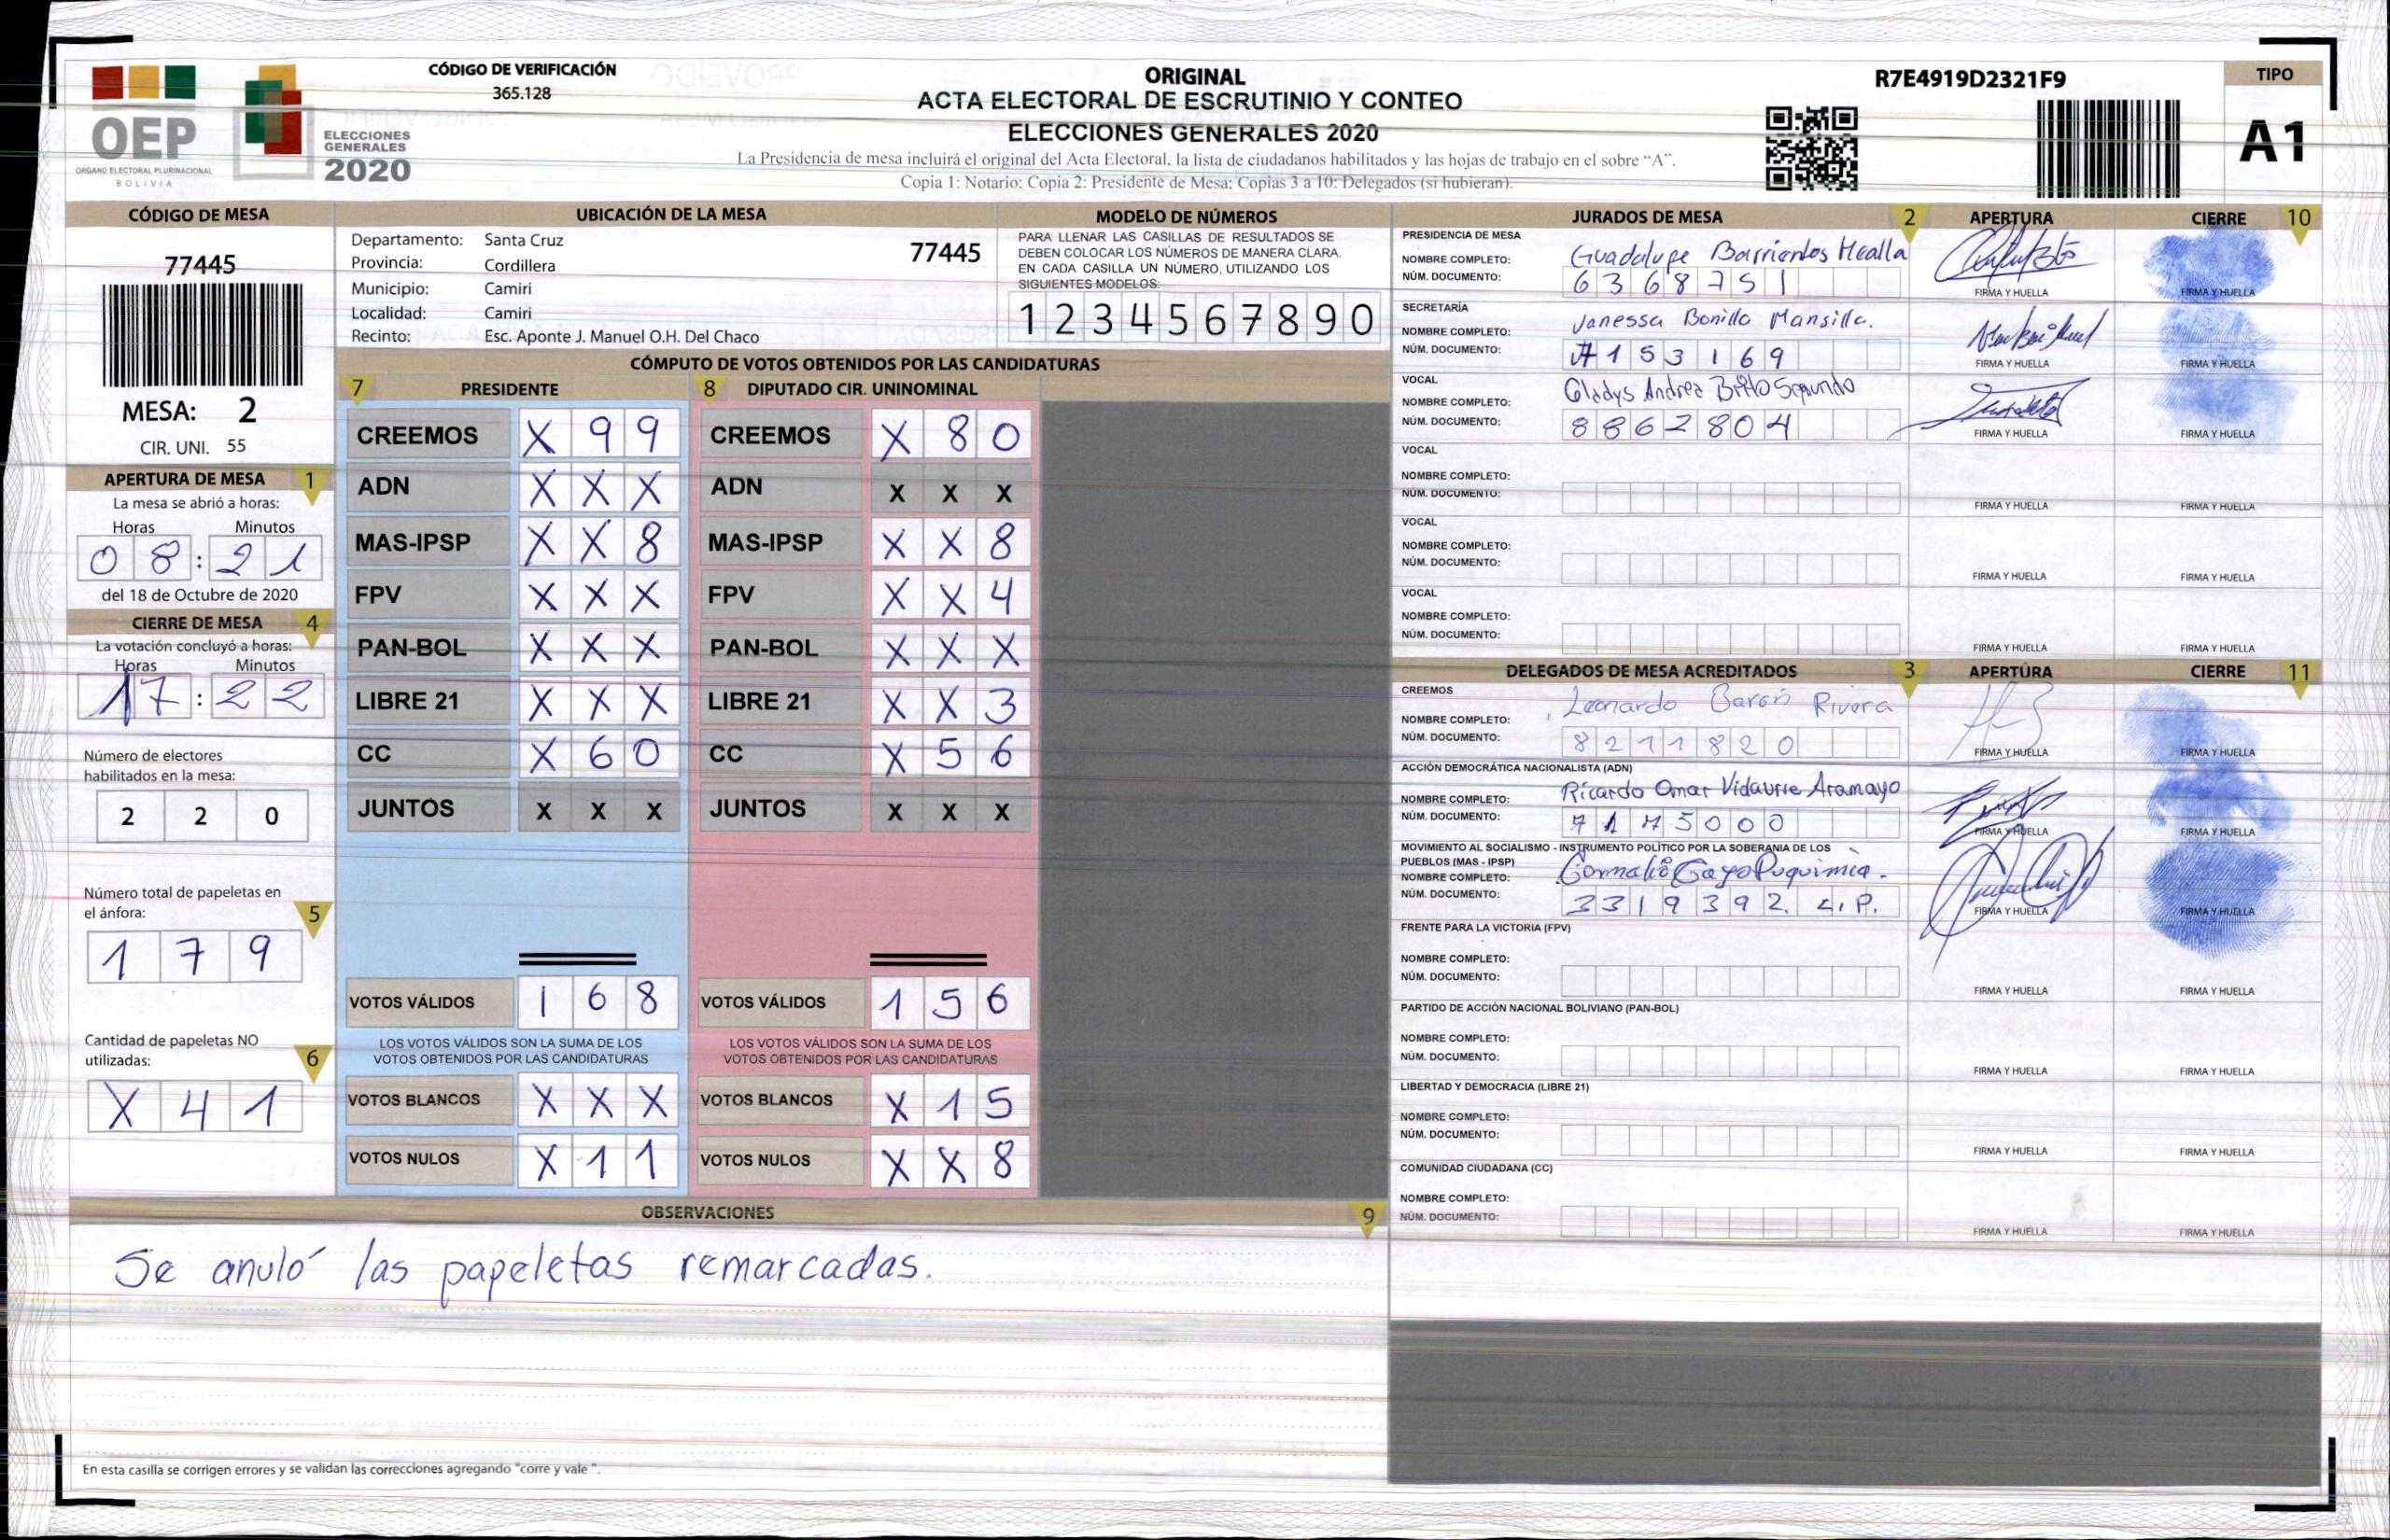 CÓDIGO DE VERIFICACIÓN
365.128
OEP
ÓRGANO ELECTORAL PLURINACIONAL
BOLIVIA
ELECCIONES
GENERALES
2020
ORIGINAL
ACTA ELECTORAL DE ESCRUTINIO Y CONTEO
ELECCIONES GENERALES 2020
La Presidencia de mesa incluirá el original del Acta Electoral, la lista de ciudadanos habilitados y las hojas de trabajo en el sobre “A”.
Copia 1: Notario; Copia 2: Presidente de Mesa; Copias 3 a 10: Delegados (si hubieran).
R7E4919D2321F9
TIPO
A1
CÓDIGO DE MESA
77445
MESA: 2
CIR. UNI. 55
APERTURA DE MESA 1
La mesa se abrió a horas:
Horas Minutos
0 8 : 2 1
del 18 de Octubre de 2020
CIERRE DE MESA 4
La votación concluyó a horas:
Horas Minutos
1 7 : 2 2
Número de electores
habilitados en la mesa:
2 2 0
Número total de papeletas en
el ánfora: 5
1 7 9
Cantidad de papeletas NO
utilizadas: 6
X 4 1
UBICACIÓN DE LA MESA
Departamento: Santa Cruz 77445
Provincia: Cordillera
Municipio: Camiri
Localidad: Camiri
Recinto: Esc. Aponte J. Manuel O.H. Del Chaco
MODELO DE NÚMEROS
PARA LLENAR LAS CASILLAS DE RESULTADOS SE
DEBEN COLOCAR LOS NÚMEROS DE MANERA CLARA.
EN CADA CASILLA UN NÚMERO, UTILIZANDO LOS
SIGUIENTES MODELOS:
1 2 3 4 5 6 7 8 9 0
CÓMPUTO DE VOTOS OBTENIDOS POR LAS CANDIDATURAS
7 PRESIDENTE
CREEMOS X 9 9
ADN X X X
MAS-IPSP X X 8
FPV X X X
PAN-BOL X X X
LIBRE 21 X X X
CC X 6 0
JUNTOS X X X
VOTOS VÁLIDOS 1 6 8
LOS VOTOS VÁLIDOS SON LA SUMA DE LOS
VOTOS OBTENIDOS POR LAS CANDIDATURAS
VOTOS BLANCOS X X X
VOTOS NULOS X 1 1
8 DIPUTADO CIR. UNINOMINAL
CREEMOS X 8 0
ADN X X X
MAS-IPSP X X 8
FPV X X 4
PAN-BOL X X X
LIBRE 21 X X 3
CC X 5 6
JUNTOS X X X
VOTOS VÁLIDOS 1 5 6
LOS VOTOS VÁLIDOS SON LA SUMA DE LOS
VOTOS OBTENIDOS POR LAS CANDIDATURAS
VOTOS BLANCOS X 1 5
VOTOS NULOS X X 8
OBSERVACIONES 9
Se anuló las papeletas remarcadas.
En esta casilla se corrigen errores y se validan las correcciones agregando "corre y vale".
JURADOS DE MESA 2 APERTURA CIERRE 10
PRESIDENCIA DE MESA
NOMBRE COMPLETO: Guadalupe Barrientos
NÚM. DOCUMENTO: 6 3 6 8 7 5 1
FIRMA Y HUELLA FIRMA Y HUELLA
SECRETARÍA
NOMBRE COMPLETO: Vanessa Bonilla Mansilla.
NÚM. DOCUMENTO: 1 5 3 1 6 9
FIRMA Y HUELLA FIRMA Y HUELLA
VOCAL
NOMBRE COMPLETO: Gladys Andrea Brito Segundo
NÚM. DOCUMENTO: 8 8 6 2 8 0 4
FIRMA Y HUELLA FIRMA Y HUELLA
VOCAL
NOMBRE COMPLETO:
NÚM. DOCUMENTO:
FIRMA Y HUELLA FIRMA Y HUELLA
VOCAL
NOMBRE COMPLETO:
NÚM. DOCUMENTO:
FIRMA Y HUELLA FIRMA Y HUELLA
VOCAL
NOMBRE COMPLETO:
NÚM. DOCUMENTO:
FIRMA Y HUELLA FIRMA Y HUELLA
DELEGADOS DE MESA ACREDITADOS 3 APERTURA CIERRE 11
CREEMOS
NOMBRE COMPLETO: Leonardo Barón Rivera
NÚM. DOCUMENTO: 8 2 1 1 8 2 0
FIRMA Y HUELLA FIRMA Y HUELLA
ACCIÓN DEMOCRÁTICA NACIONALISTA (ADN)
NOMBRE COMPLETO: Ricardo Omar Vidaurre Aramayo
NÚM. DOCUMENTO: 7 1 7 5 0 0 0
FIRMA Y HUELLA FIRMA Y HUELLA
MOVIMIENTO AL SOCIALISMO - INSTRUMENTO POLÍTICO POR LA SOBERANIA DE LOS
PUEBLOS (MAS - IPSP)
NOMBRE COMPLETO:
NÚM. DOCUMENTO: 3 3 1 9 3 9 2
FIRMA Y HUELLA FIRMA Y HUELLA
FRENTE PARA LA VICTORIA (FPV)
NOMBRE COMPLETO:
NÚM. DOCUMENTO:
FIRMA Y HUELLA FIRMA Y HUELLA
PARTIDO DE ACCIÓN NACIONAL BOLIVIANO (PAN-BOL)
NOMBRE COMPLETO:
NÚM. DOCUMENTO:
FIRMA Y HUELLA FIRMA Y HUELLA
LIBERTAD Y DEMOCRACIA (LIBRE 21)
NOMBRE COMPLETO:
NÚM. DOCUMENTO:
FIRMA Y HUELLA FIRMA Y HUELLA
COMUNIDAD CIUDADANA (CC)
NOMBRE COMPLETO:
NÚM. DOCUMENTO:
FIRMA Y HUELLA FIRMA Y HUELLA